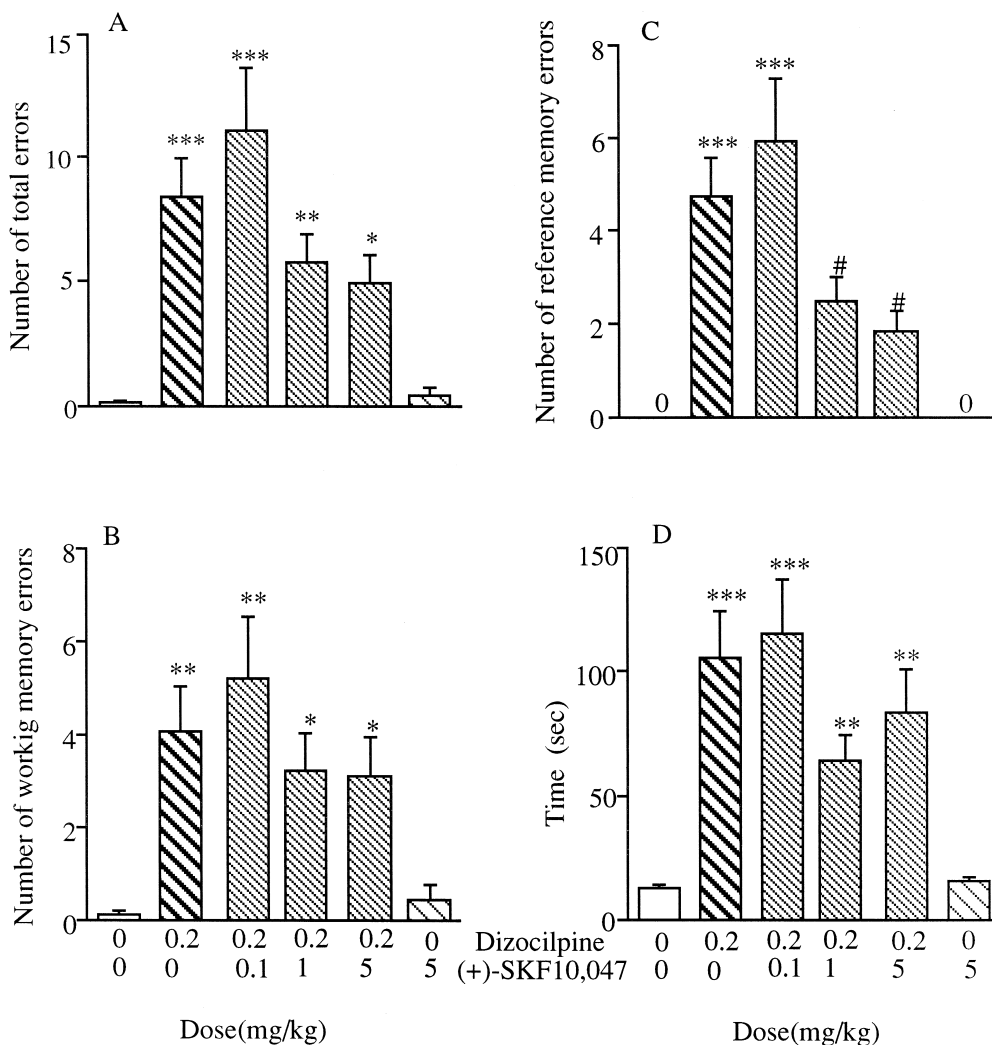 A
Number of total errors
15
10
5
0
***
***
**
*
C
Number of reference memory errors
8
6
4
2
0
0
***
***
#
#
0
B
Number of workig memory errors
8
6
4
2
0
**
**
*
*
0 0.2 0.2 0.2 0.2 0
0 0 0.1 1 5 5
Dose(mg/kg)
Dizocilpine
(+)-SKF10,047
D
Time (sec)
150
100
50
0
***
***
**
**
0 0.2 0.2 0.2 0.2 0
0 0 0.1 1 5 5
Dose(mg/kg)